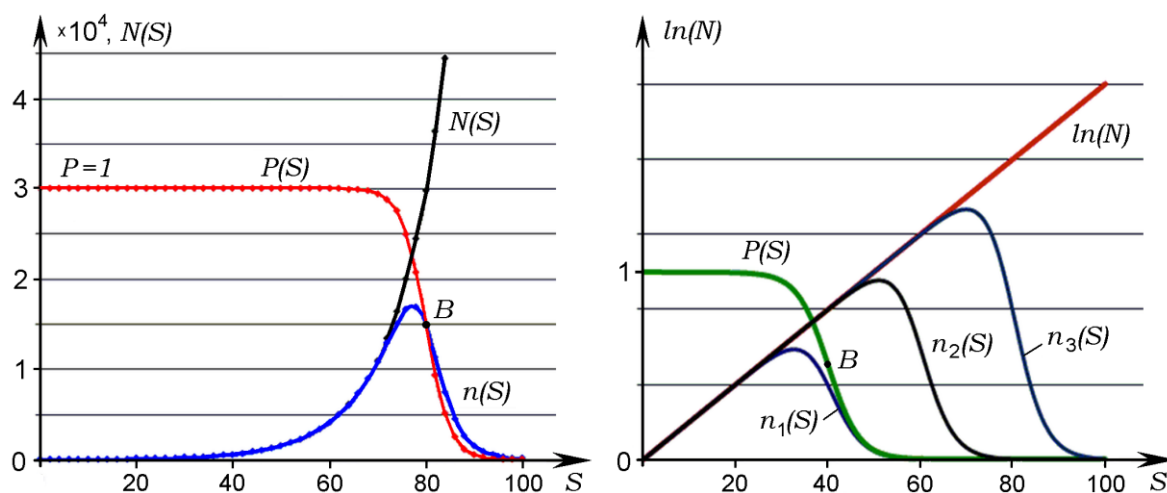 ×10⁴, N(S)
4
N(S)
P=1
P(S)
3
2
B
1
n(S)
0
20
40
60
80
100
S
ln(N)
ln(N)
P(S)
1
n₂(S)
n₃(S)
B
n₁(S)
0
20
40
60
80
100
S